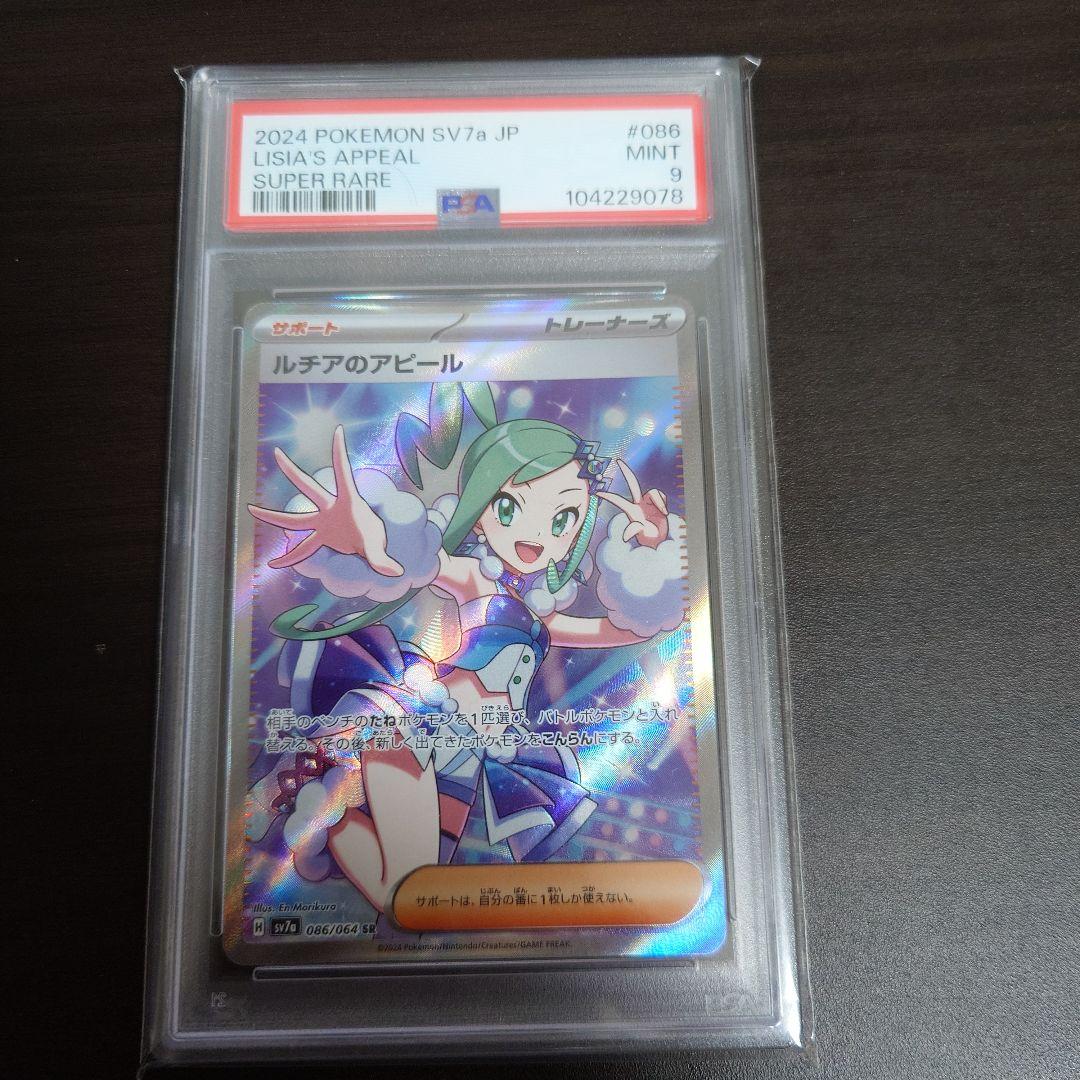 2024 POKEMON SV7a JP #086
LISIA'S APPEAL MINT
SUPER RARE 9
PSA 104229078
サポート トレーナーズ
ルチアのアピール
相手のベンチのたねポケモンを1匹選び、バトルポケモンと入れ
替える。その後、新しく出てきたポケモンをこんらんにする。
サポートは、自分の番に1枚しか使えない。
Illus. En Morikura
H sv7a 086/064 SR
©2024 Pokémon/Nintendo/Creatures/GAME FREAK.
PSA